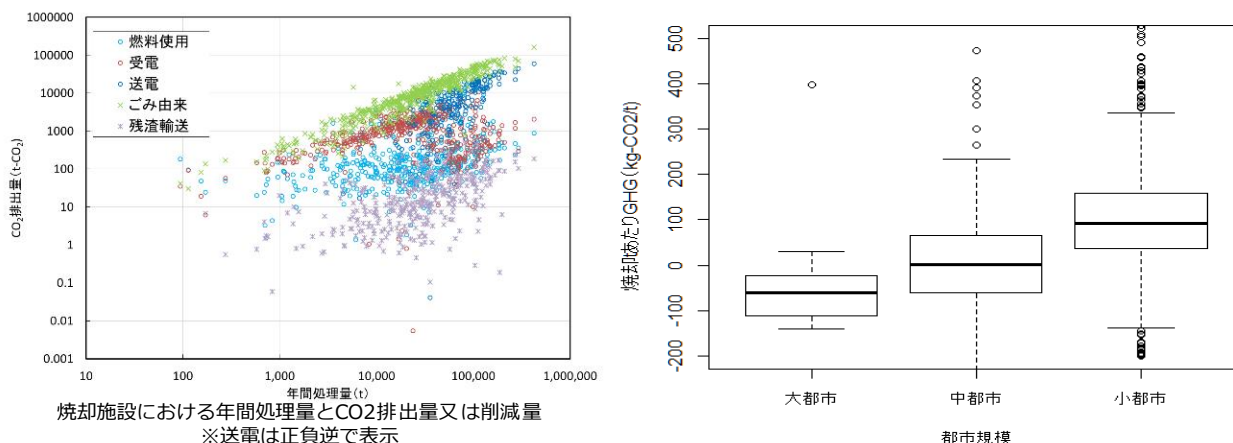 1000000
100000
10000
1000
100
10
1
0.1
0.01
0.001
CO₂排出量(t-CO₂)
燃料使用
受電
送電
ごみ由来
残渣輸送
10
100
1,000
10,000
100,000
1,000,000
年間処理量(t)
焼却施設における年間処理量とCO2排出量又は削減量
※送電は正負逆で表示
焼却tあたりGHG(kg-CO2/t)
500
400
300
200
100
0
-100
-200
大都市
中都市
小都市
都市規模